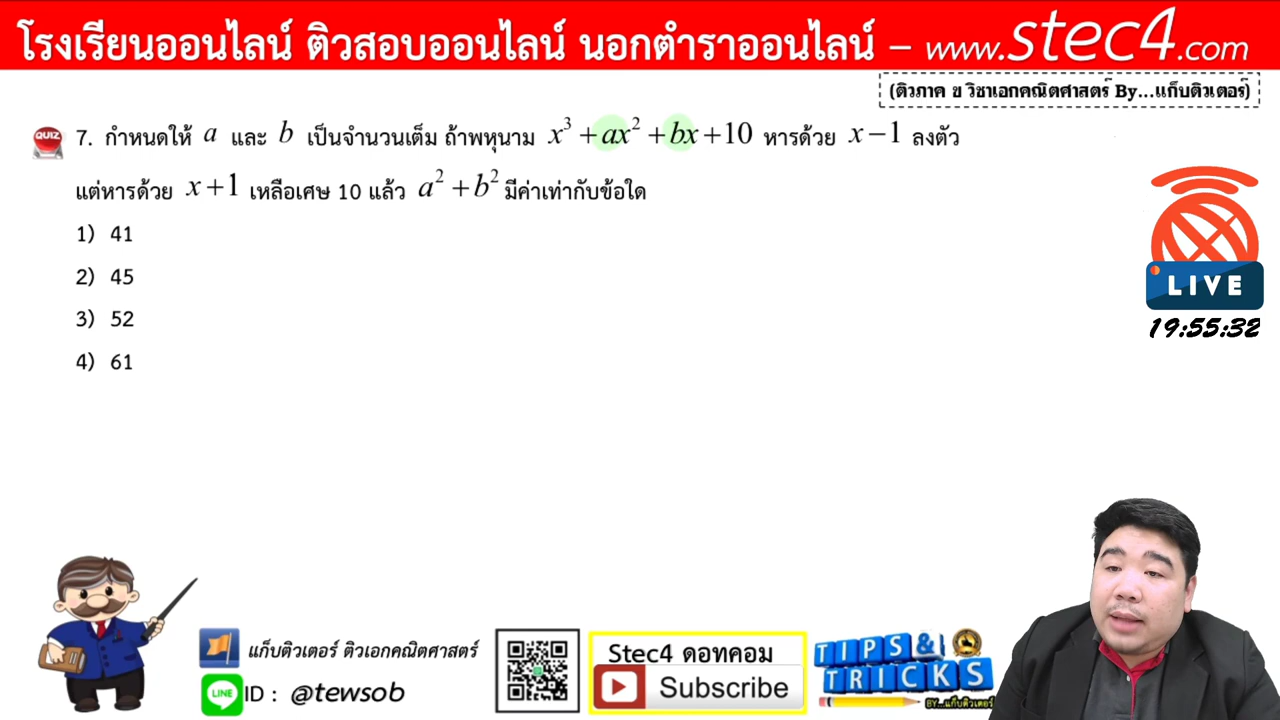 โรงเรียนออนไลน์ ติวสอบออนไลน์ นอกตำราออนไลน์ – www.stec4.com
(ติวภาค ข วิชาเอกคณิตศาสตร์ By...แก็บติวเตอร์)
QUIZ 7. กำหนดให้ a และ b เป็นจำนวนเต็ม ถ้าพหุนาม x³ + ax² + bx + 10 หารด้วย x − 1 ลงตัว
แต่หารด้วย x + 1 เหลือเศษ 10 แล้ว a² + b² มีค่าเท่ากับข้อใด
1) 41
2) 45
3) 52
4) 61
LIVE
19:55:32
แก็บติวเตอร์ ติวเอกคณิตศาสตร์
LINE ID : @tewsob
Stec4 ดอทคอม
Subscribe
TIPS & TRICKS
BY...แก็บติวเตอร์